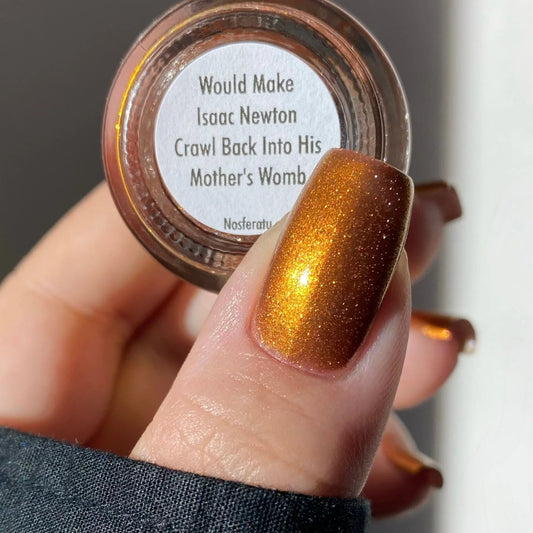 Would Make
Isaac Newton
Crawl Back Into His
Mother's Womb
Nosferatu